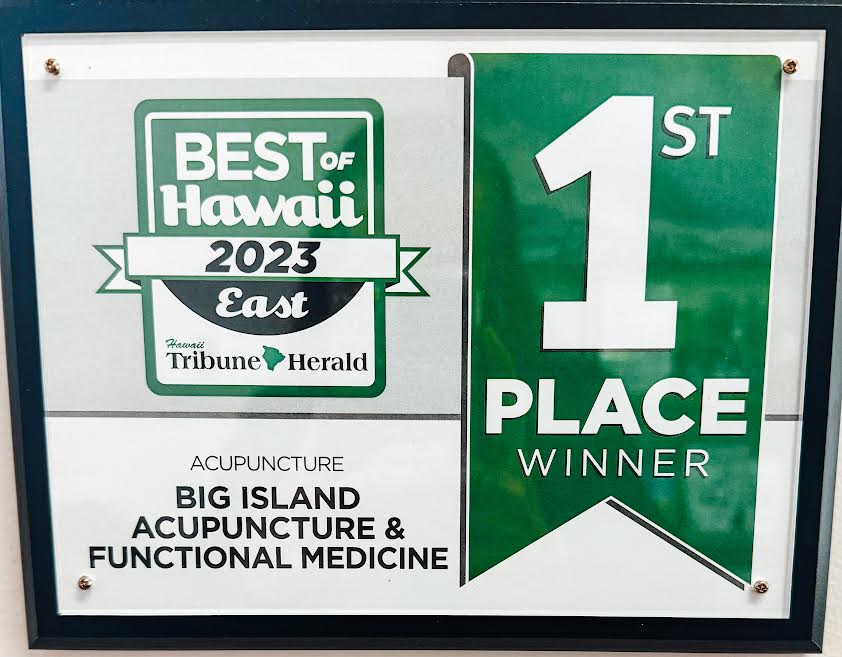 BEST OF
Hawaii
2023
East
Hawaii
Tribune Herald
ACUPUNCTURE
BIG ISLAND
ACUPUNCTURE &
FUNCTIONAL MEDICINE
1ST
PLACE
WINNER